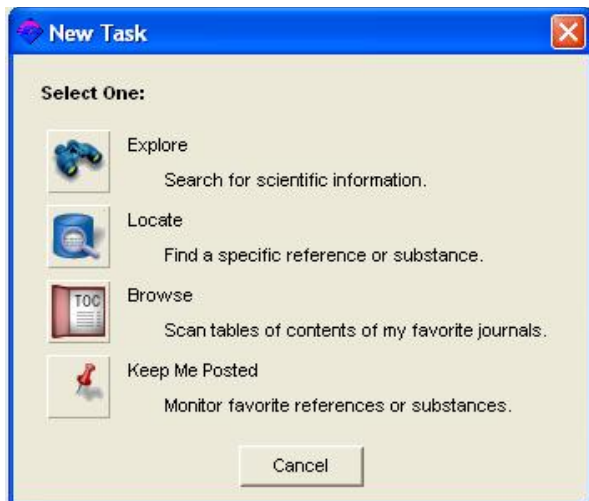 New Task
Select One:
Explore
Search for scientific information.
Locate
Find a specific reference or substance.
TOC
Browse
Scan tables of contents of my favorite journals.
Keep Me Posted
Monitor favorite references or substances.
Cancel